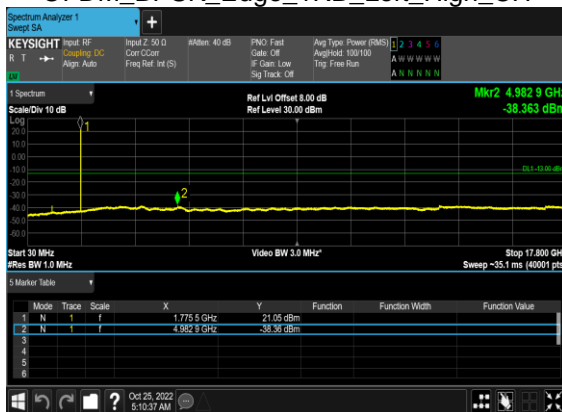 Spectrum Analyzer 1
Swept SA
+
KEYSIGHT
R T
Input: RF
Coupling: DC
Align: Auto
Input Z: 50 Ω
Corr CCorr
Freq Ref: Int (S)
#Atten: 40 dB
PNO: Fast
Gate: Off
IF Gain: Low
Sig Track: Off
Avg Type: Power (RMS)
Avg|Hold: 100/100
Trig: Free Run
1 2 3 4 5 6
A W W W W W
A N N N N N
LU
1 Spectrum
Scale/Div 10 dB
Ref Lvl Offset 8.00 dB
Ref Level 30.00 dBm
Mkr2 4.982 9 GHz
-38.363 dBm
Log
20.0
10.0
0.00
-10.0
-20.0
-30.0
-40.0
-50.0
-60.0
1
2
DL1 -13.00 dB
Start 30 MHz
#Res BW 1.0 MHz
Video BW 3.0 MHz*
Stop 17.800 GH
Sweep ~35.1 ms (40001 pts
5 Marker Table
Mode Trace Scale X Y Function Function Width Function Value
1 N 1 f 1.775 5 GHz 21.05 dBm
2 N 1 f 4.982 9 GHz -38.36 dBm
3
4
5
6
?
Oct 25, 2022
5:10:37 AM